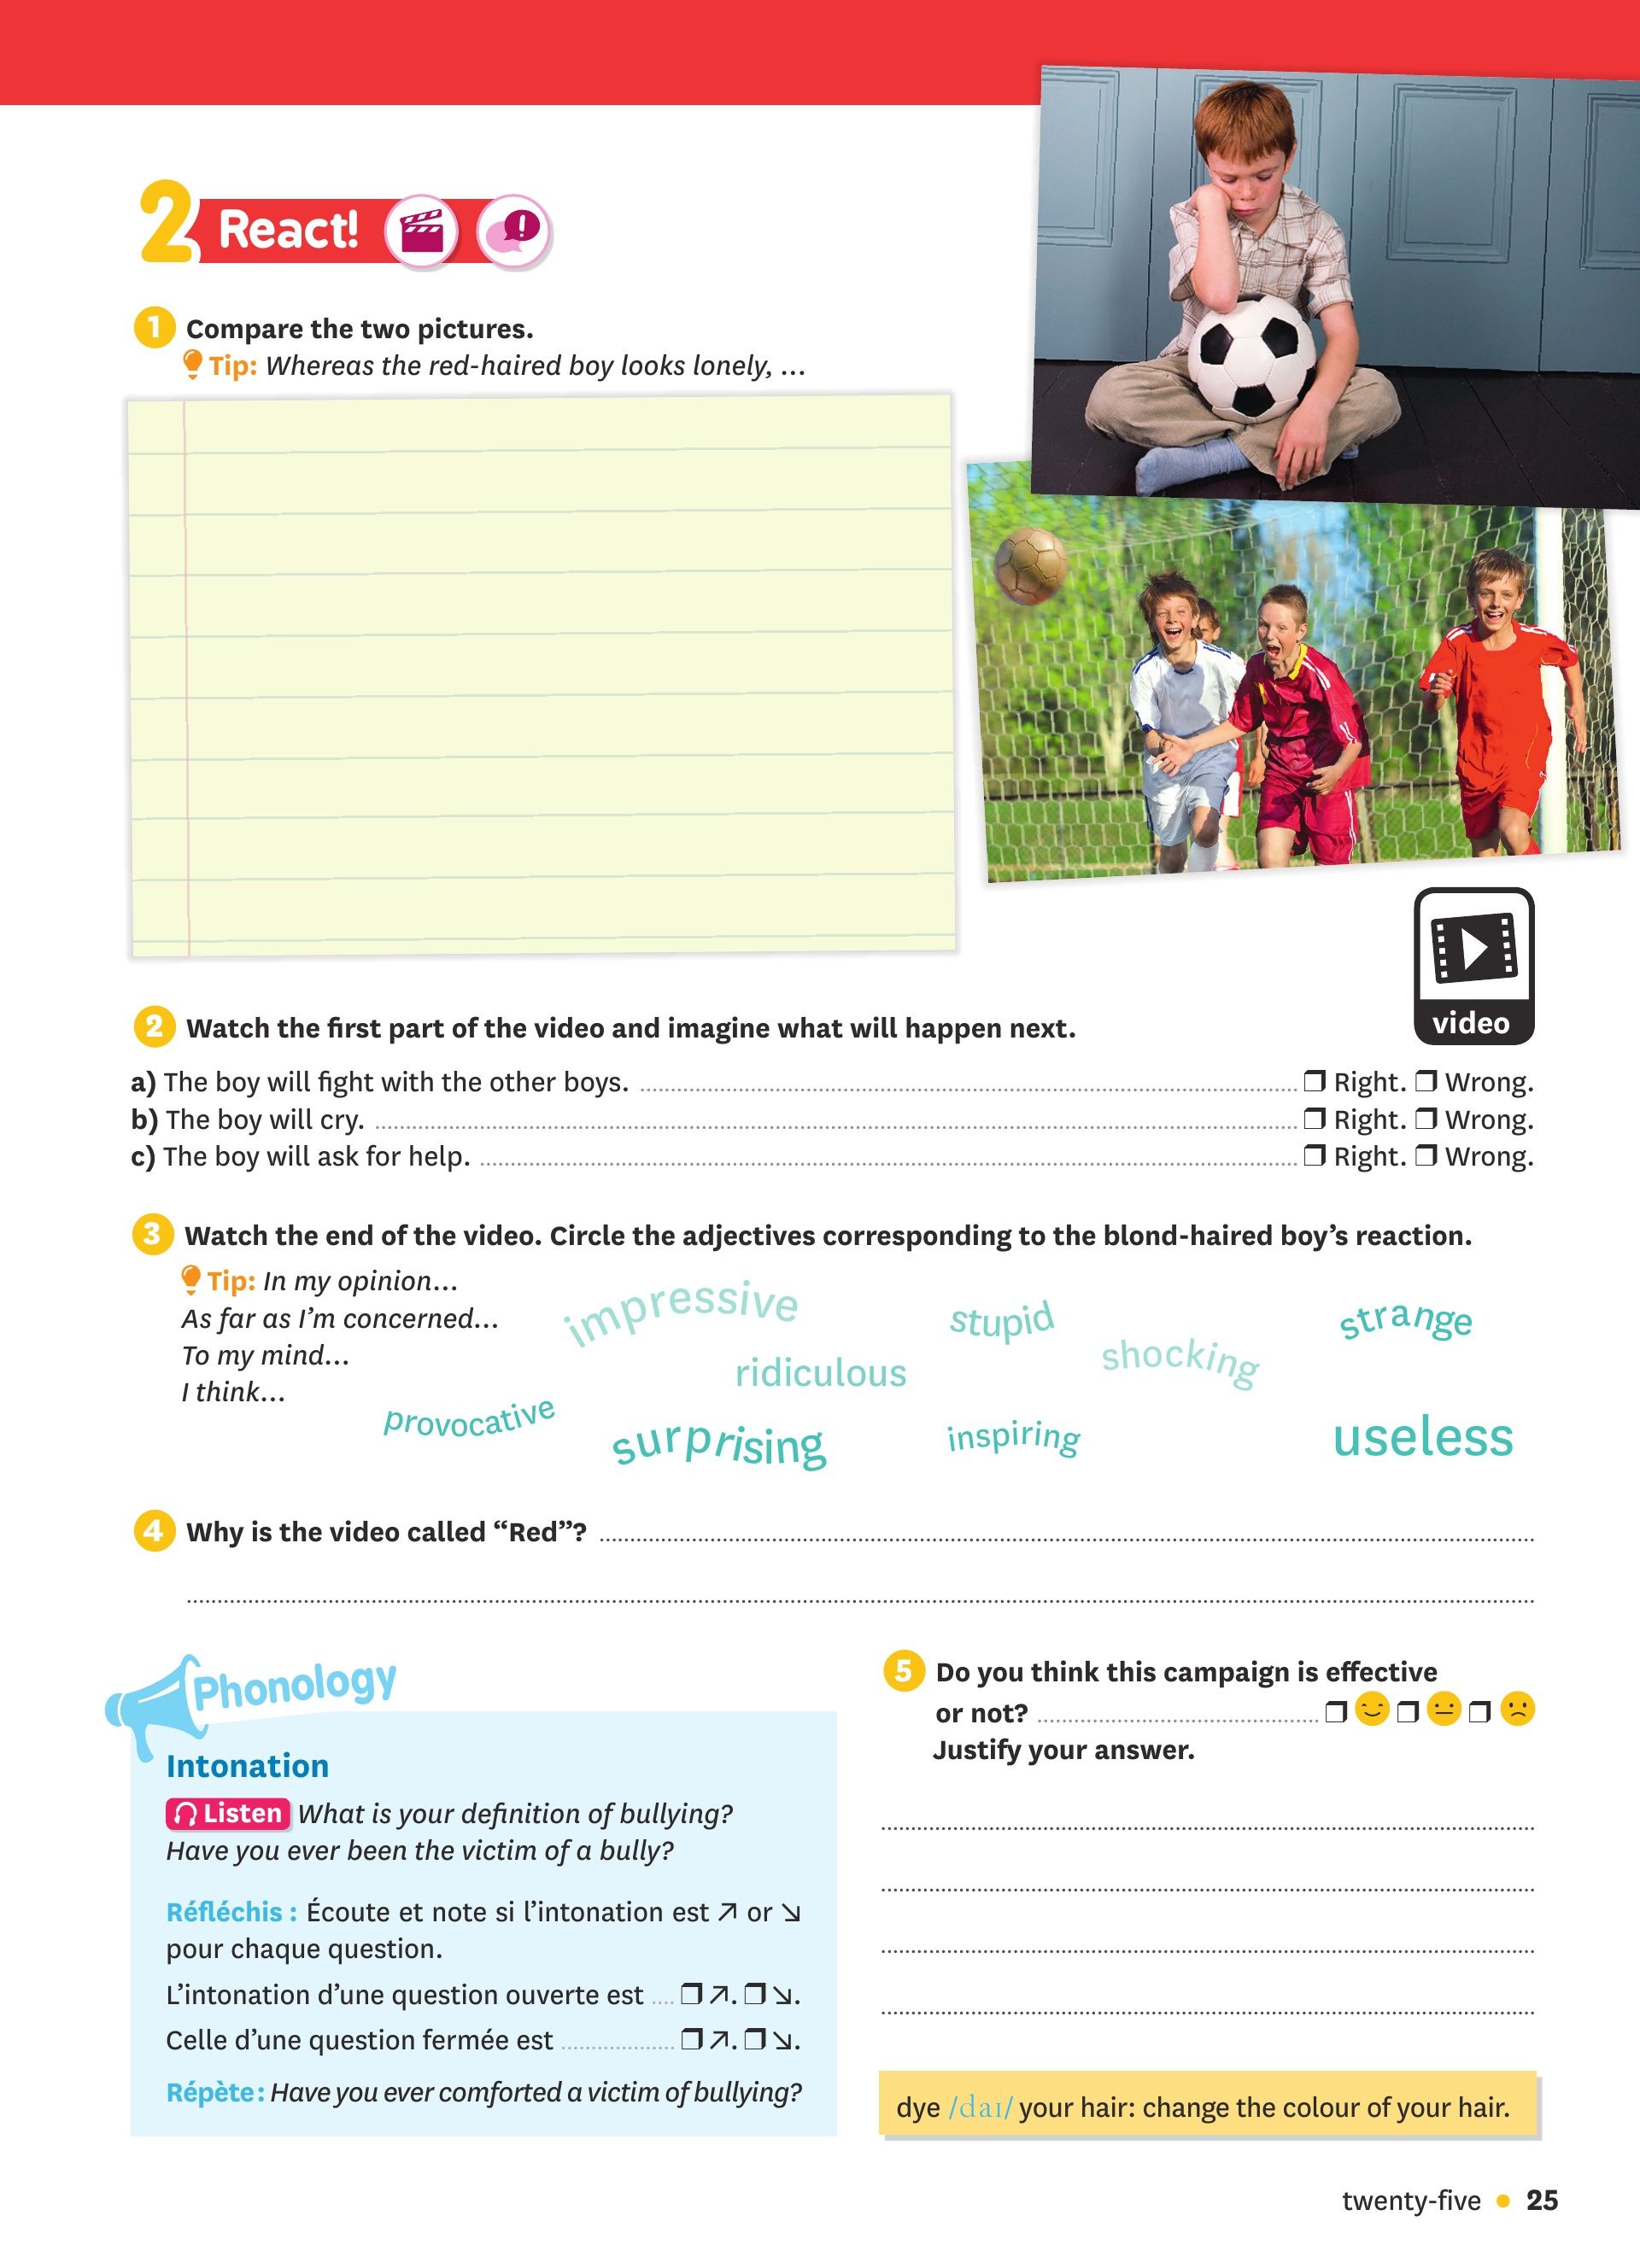 2 React!
1 Compare the two pictures.
Tip: Whereas the red-haired boy looks lonely, …
video
2 Watch the first part of the video and imagine what will happen next.
a) The boy will fight with the other boys. ❒ Right. ❒ Wrong.
b) The boy will cry. ❒ Right. ❒ Wrong.
c) The boy will ask for help. ❒ Right. ❒ Wrong.
3 Watch the end of the video. Circle the adjectives corresponding to the blond-haired boy’s reaction.
Tip: In my opinion…
As far as I’m concerned…
To my mind…
I think…
impressive
stupid
strange
ridiculous
shocking
provocative
surprising
inspiring
useless
4 Why is the video called “Red”?
Phonology
Intonation
Listen What is your definition of bullying?
Have you ever been the victim of a bully?
Réfléchis : Écoute et note si l’intonation est ↗ or ↘
pour chaque question.
L’intonation d’une question ouverte est .... ❒ ↗. ❒ ↘.
Celle d’une question fermée est ❒ ↗. ❒ ↘.
Répète : Have you ever comforted a victim of bullying?
5 Do you think this campaign is effective
or not? ❒ ❒ ❒
Justify your answer.
dye /daɪ/ your hair: change the colour of your hair.
twenty-five • 25